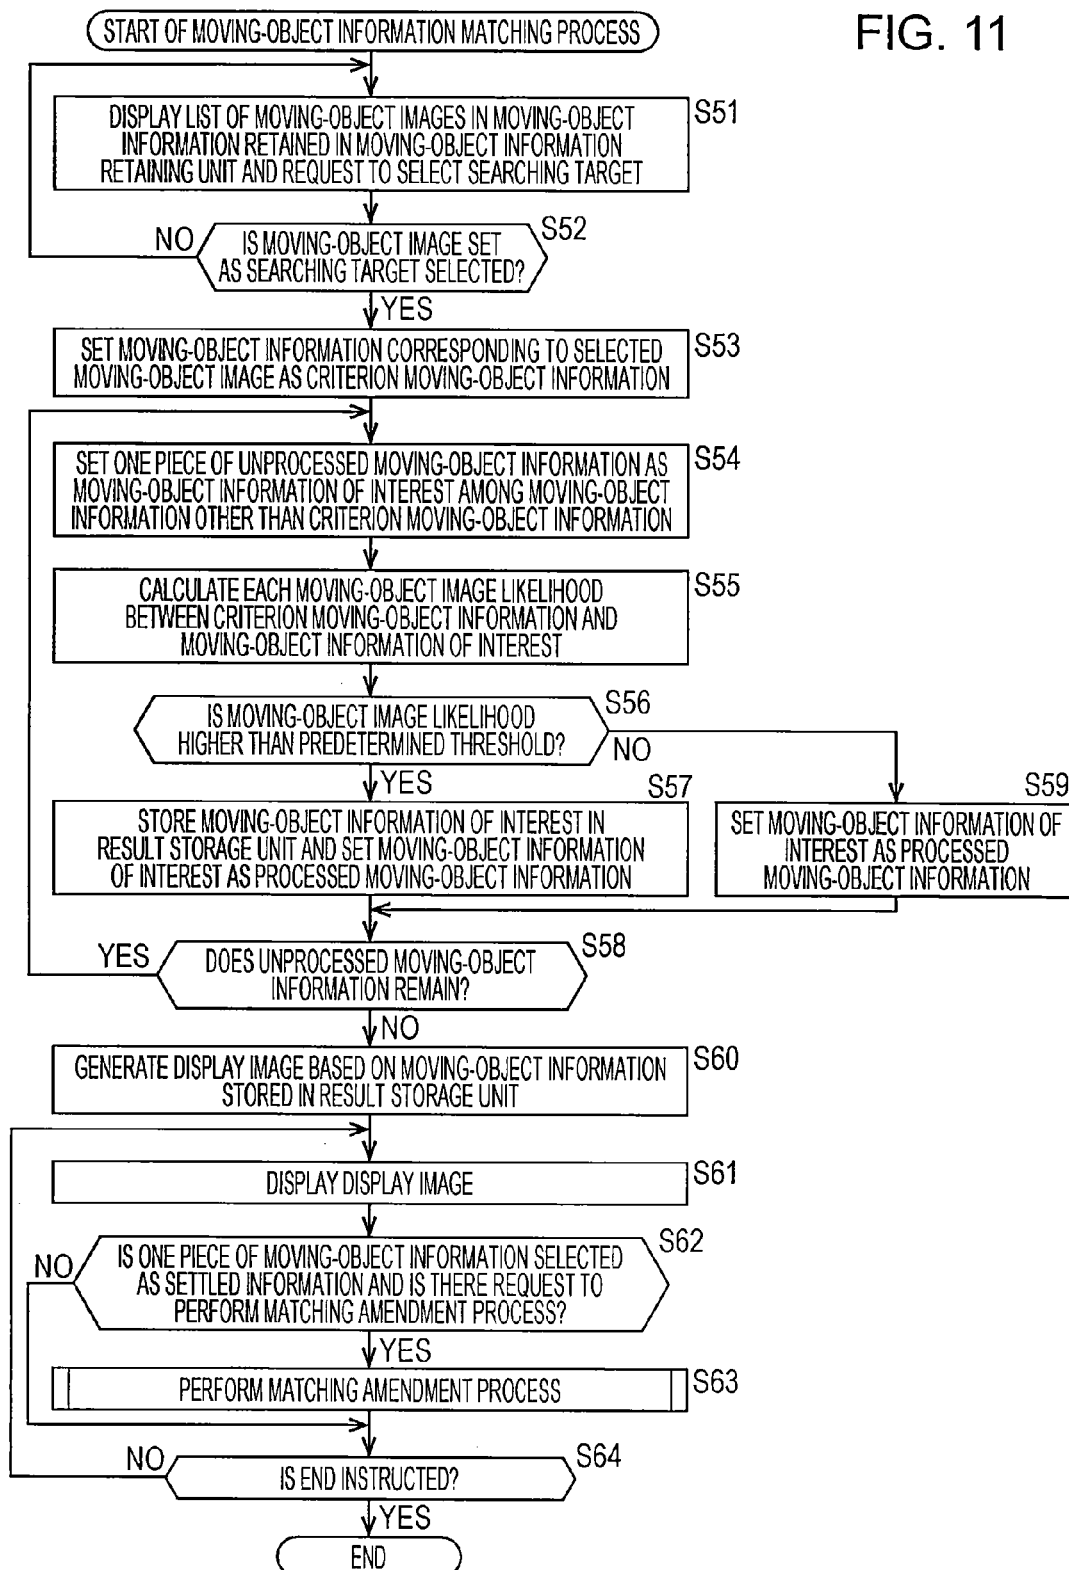 FIG. 11
START OF MOVING-OBJECT INFORMATION MATCHING PROCESS
S51
DISPLAY LIST OF MOVING-OBJECT IMAGES IN MOVING-OBJECT
INFORMATION RETAINED IN MOVING-OBJECT INFORMATION
RETAINING UNIT AND REQUEST TO SELECT SEARCHING TARGET
S52
NO
IS MOVING-OBJECT IMAGE SET
AS SEARCHING TARGET SELECTED?
YES
S53
SET MOVING-OBJECT INFORMATION CORRESPONDING TO SELECTED
MOVING-OBJECT IMAGE AS CRITERION MOVING-OBJECT INFORMATION
S54
SET ONE PIECE OF UNPROCESSED MOVING-OBJECT INFORMATION AS
MOVING-OBJECT INFORMATION OF INTEREST AMONG MOVING-OBJECT
INFORMATION OTHER THAN CRITERION MOVING-OBJECT INFORMATION
S55
CALCULATE EACH MOVING-OBJECT IMAGE LIKELIHOOD
BETWEEN CRITERION MOVING-OBJECT INFORMATION AND
MOVING-OBJECT INFORMATION OF INTEREST
S56
IS MOVING-OBJECT IMAGE LIKELIHOOD
HIGHER THAN PREDETERMINED THRESHOLD?
NO
YES
S57
STORE MOVING-OBJECT INFORMATION OF INTEREST IN
RESULT STORAGE UNIT AND SET MOVING-OBJECT INFORMATION
OF INTEREST AS PROCESSED MOVING-OBJECT INFORMATION
S59
SET MOVING-OBJECT INFORMATION OF
INTEREST AS PROCESSED
MOVING-OBJECT INFORMATION
S58
YES
DOES UNPROCESSED MOVING-OBJECT
INFORMATION REMAIN?
NO
S60
GENERATE DISPLAY IMAGE BASED ON MOVING-OBJECT INFORMATION
STORED IN RESULT STORAGE UNIT
S61
DISPLAY DISPLAY IMAGE
S62
NO
IS ONE PIECE OF MOVING-OBJECT INFORMATION SELECTED
AS SETTLED INFORMATION AND IS THERE REQUEST TO
PERFORM MATCHING AMENDMENT PROCESS?
YES
S63
PERFORM MATCHING AMENDMENT PROCESS
S64
NO
IS END INSTRUCTED?
YES
END